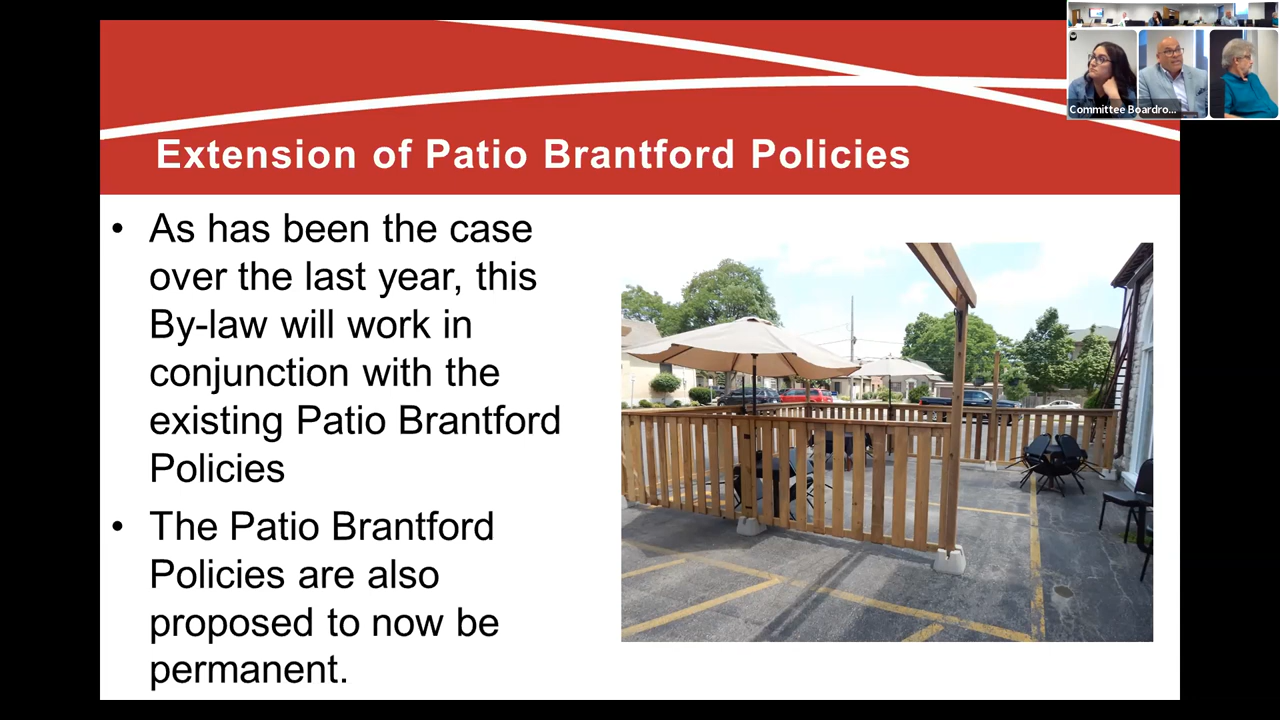 Committee Boardro...
Extension of Patio Brantford Policies
• As has been the case
over the last year, this
By-law will work in
conjunction with the
existing Patio Brantford
Policies
• The Patio Brantford
Policies are also
proposed to now be
permanent.